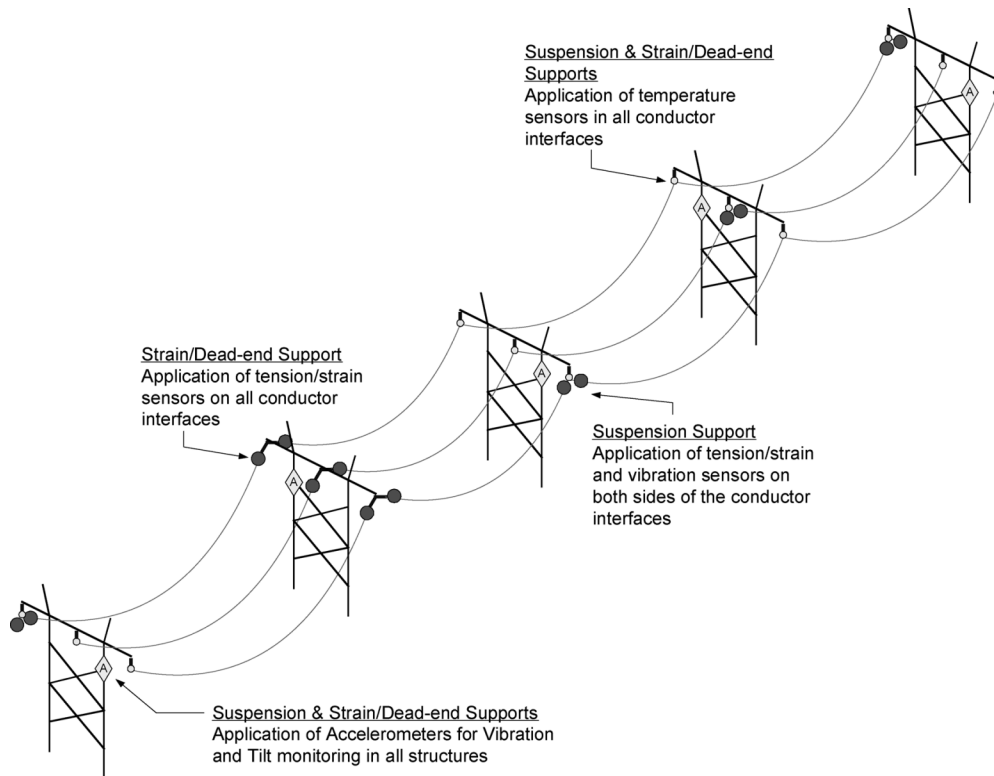 Suspension & Strain/Dead-end
Supports
Application of temperature
sensors in all conductor
interfaces
A
A
Strain/Dead-end Support
Application of tension/strain
sensors on all conductor
interfaces
A
Suspension Support
Application of tension/strain
and vibration sensors on
both sides of the conductor
interfaces
A
A
Suspension & Strain/Dead-end Supports
Application of Accelerometers for Vibration
and Tilt monitoring in all structures